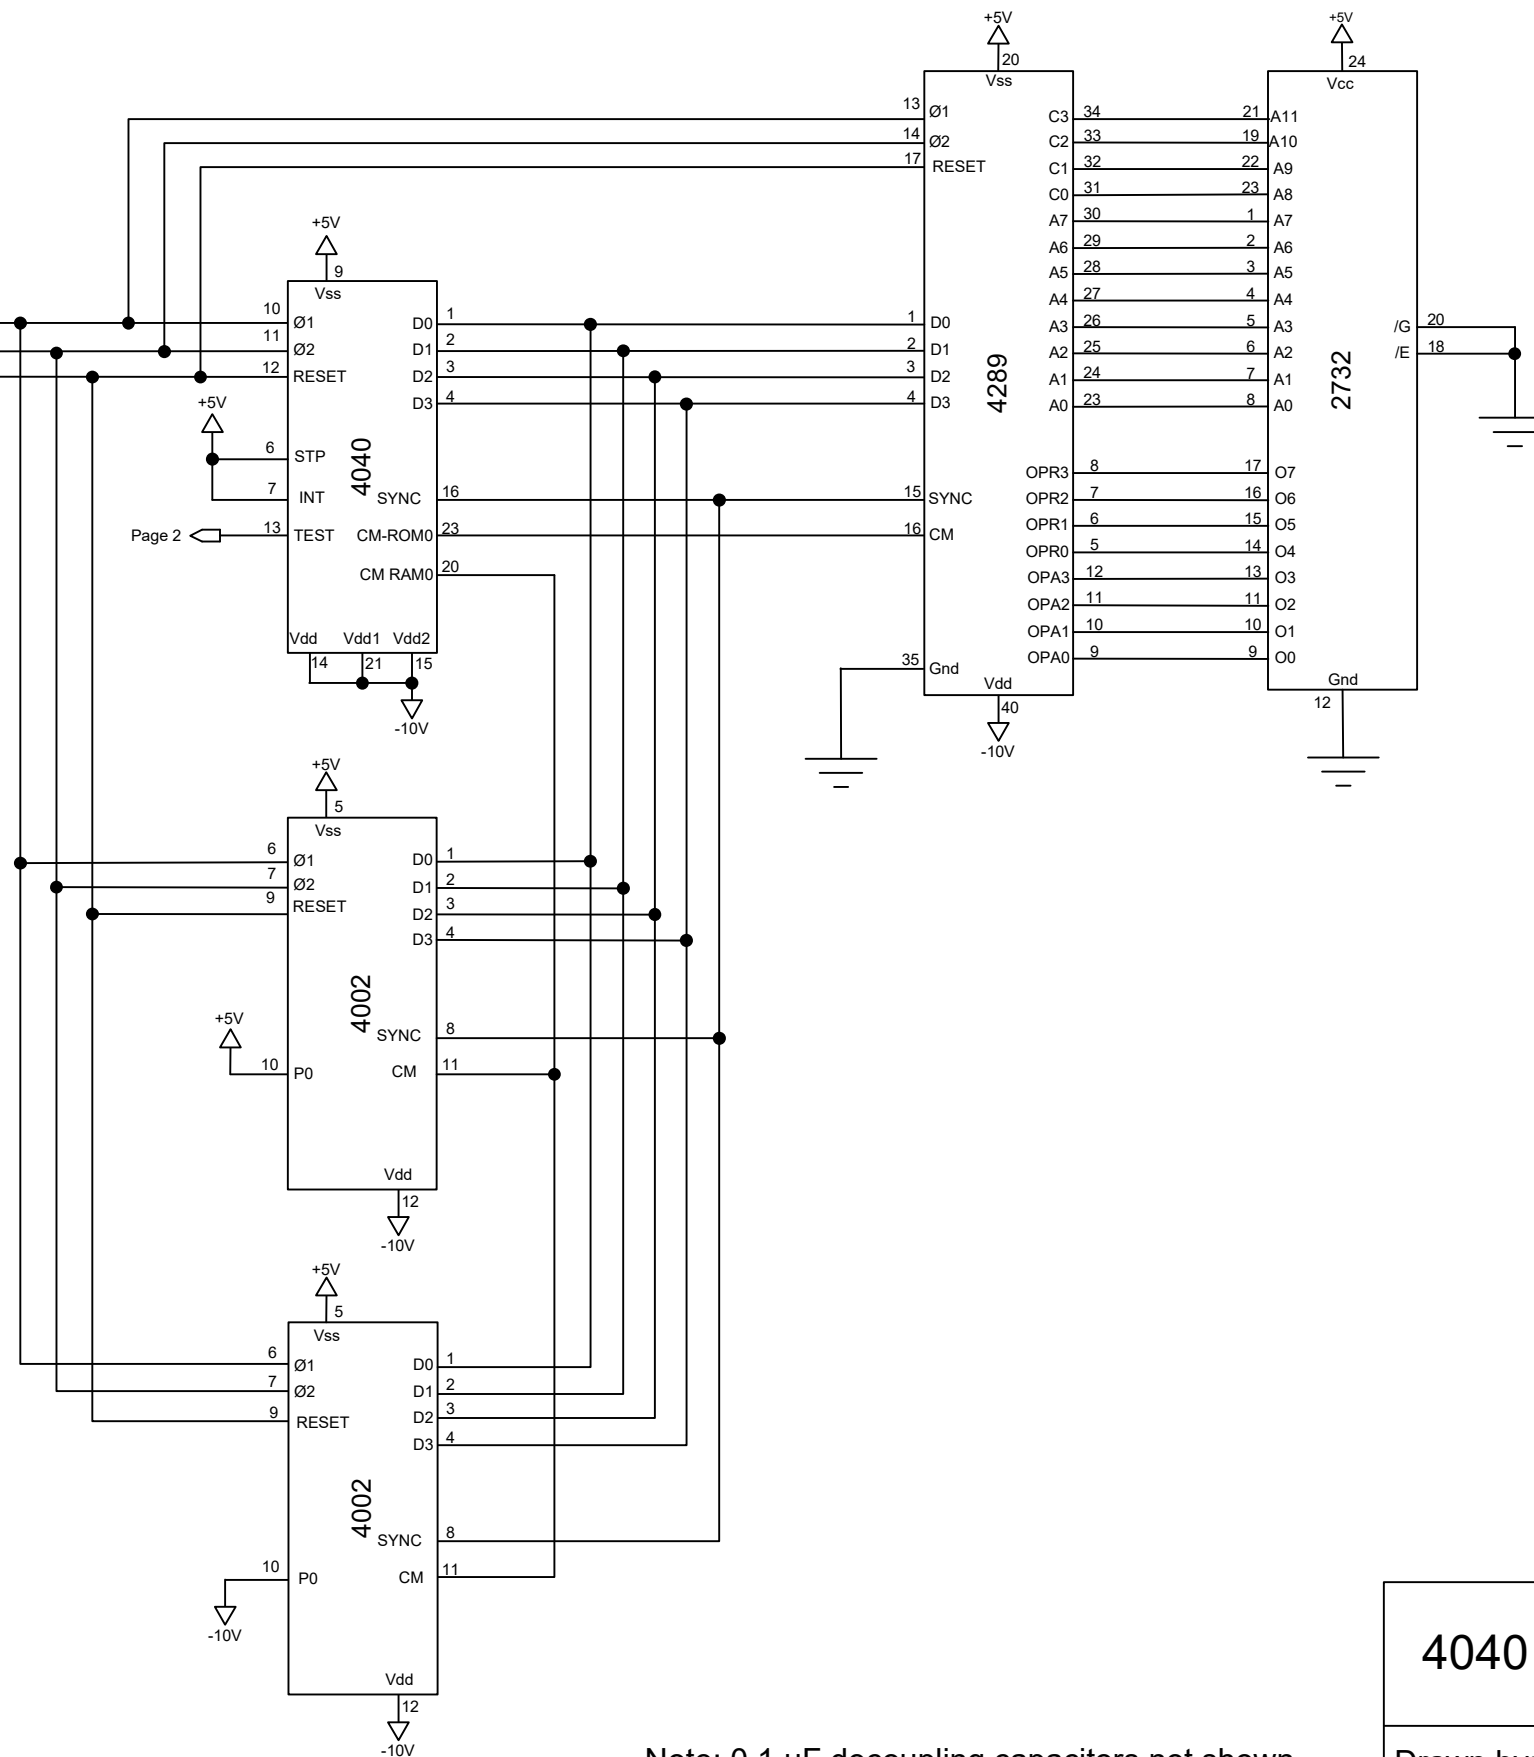 +5V
20
Vss
13
Ø1
14
Ø2
17
RESET
C3 34
C2 33
C1 32
C0 31
A7 30
A6 29
A5 28
A4 27
A3 26
A2 25
A1 24
A0 23
1 D0
2 D1
3 D2
4 D3
4289
15 SYNC
16 CM
OPR3 8
OPR2 7
OPR1 6
OPR0 5
OPA3 12
OPA2 11
OPA1 10
OPA0 9
35 Gnd
Vdd
40
-10V
+5V
24
Vcc
21 A11
19 A10
22 A9
23 A8
1 A7
2 A6
3 A5
4 A4
5 A3
6 A2
7 A1
8 A0
/G 20
/E 18
2732
17 O7
16 O6
15 O5
14 O4
13 O3
11 O2
10 O1
9 O0
Gnd
12
+5V
9
Vss
10 Ø1
11 Ø2
12 RESET
D0 1
D1 2
D2 3
D3 4
+5V
6 STP
7 INT
4040
SYNC 16
Page 2
13 TEST
CM-ROM0 23
CM RAM0 20
Vdd Vdd1 Vdd2
14 21 15
-10V
+5V
5
Vss
6 Ø1
7 Ø2
9 RESET
D0 1
D1 2
D2 3
D3 4
4002
SYNC 8
+5V
10 P0
CM 11
Vdd
12
-10V
+5V
5
Vss
6 Ø1
7 Ø2
9 RESET
D0 1
D1 2
D2 3
D3 4
4002
SYNC 8
10 P0
CM 11
-10V
Vdd
12
-10V
4040
Note: 0.1 uF decoupling capacitors not shown
Drawn by